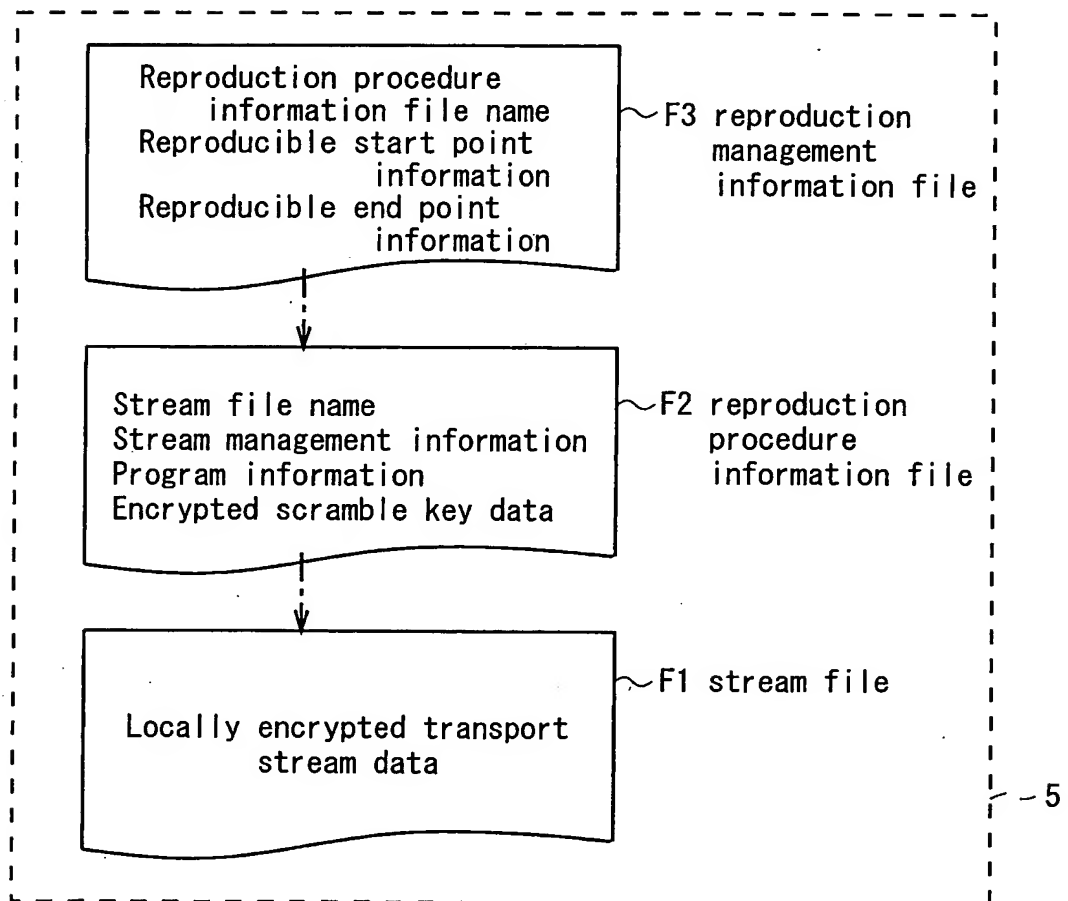 Reproduction procedure
information file name
Reproducible start point
information
Reproducible end point
information
F3 reproduction
management
information file
Stream file name
Stream management information
Program information
Encrypted scramble key data
F2 reproduction
procedure
information file
Locally encrypted transport
stream data
F1 stream file
5